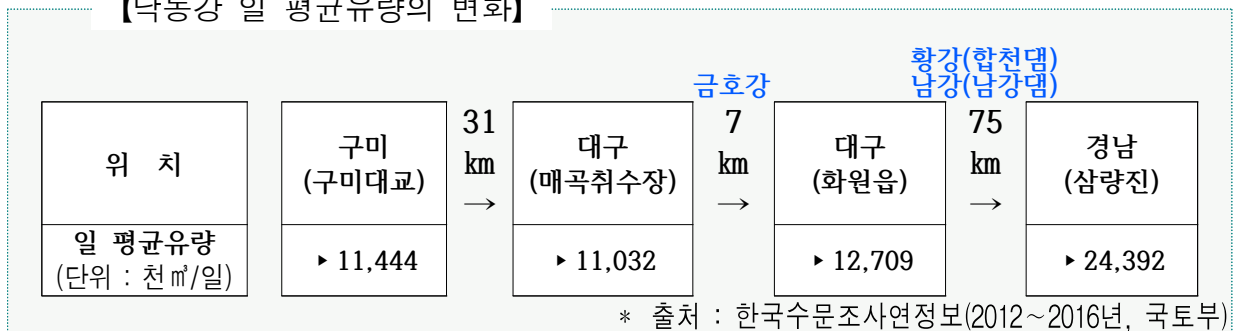 【낙동강 일 평균유량의 변화】
황강(합천댐)
금호강 남강(남강댐)
위 치
구미
(구미대교)
31
km
→
대구
(매곡취수장)
7
km
→
대구
(화원읍)
75
km
→
경남
(삼량진)
일 평균유량
(단위 : 천㎥/일)
▸ 11,444
▸ 11,032
▸ 12,709
▸ 24,392
* 출처 : 한국수문조사연정보(2012~2016년, 국토부)